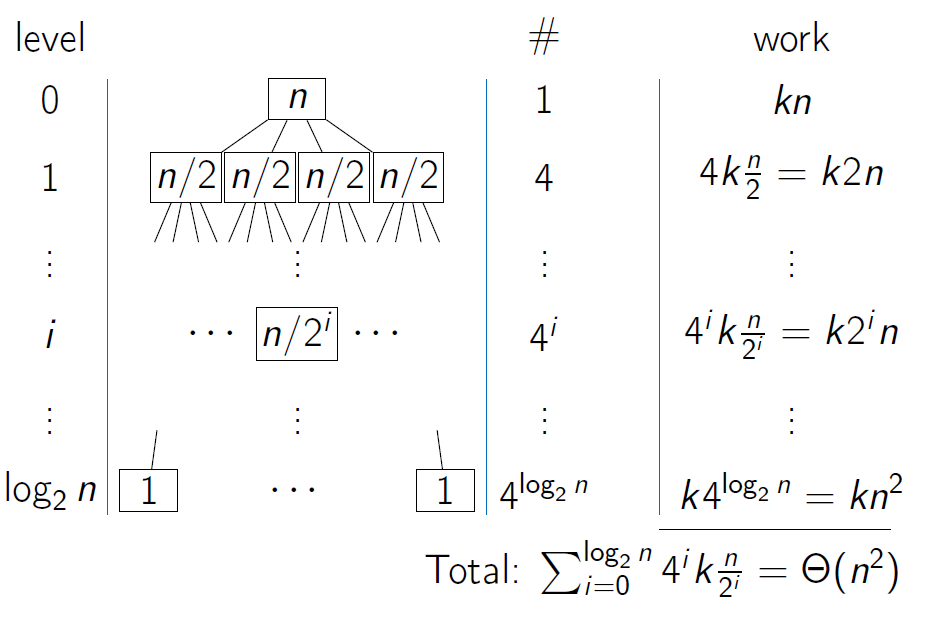 level # work
0 n 1 kn
1 n/2 n/2 n/2 n/2 4 4k n/2 = k2n
⋮ ⋮ ⋮ ⋮
i ⋯ n/2^i ⋯ 4^i 4^i k n/2^i = k2^i n
⋮ ⋮ ⋮ ⋮
log₂ n 1 ⋯ 1 4^{log₂ n} k4^{log₂ n} = kn²
Total: ∑_{i=0}^{log₂ n} 4^i k n/2^i = Θ(n²)